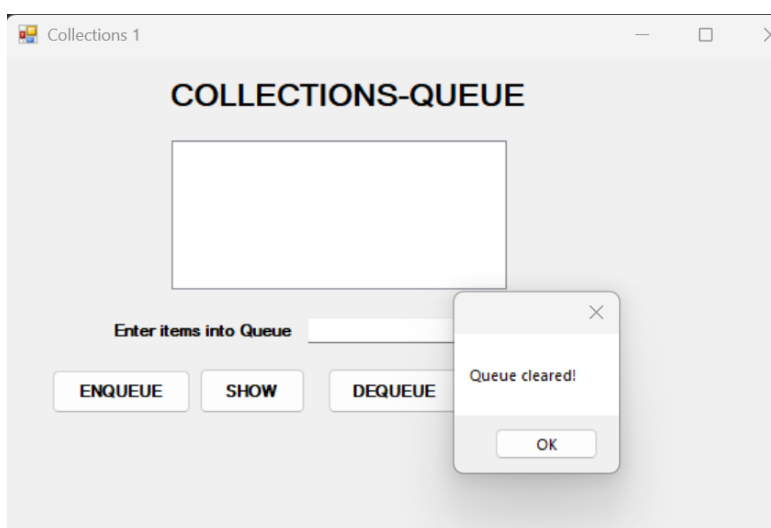 Collections 1
COLLECTIONS-QUEUE
Enter items into Queue
ENQUEUE SHOW DEQUEUE
Queue cleared!
OK